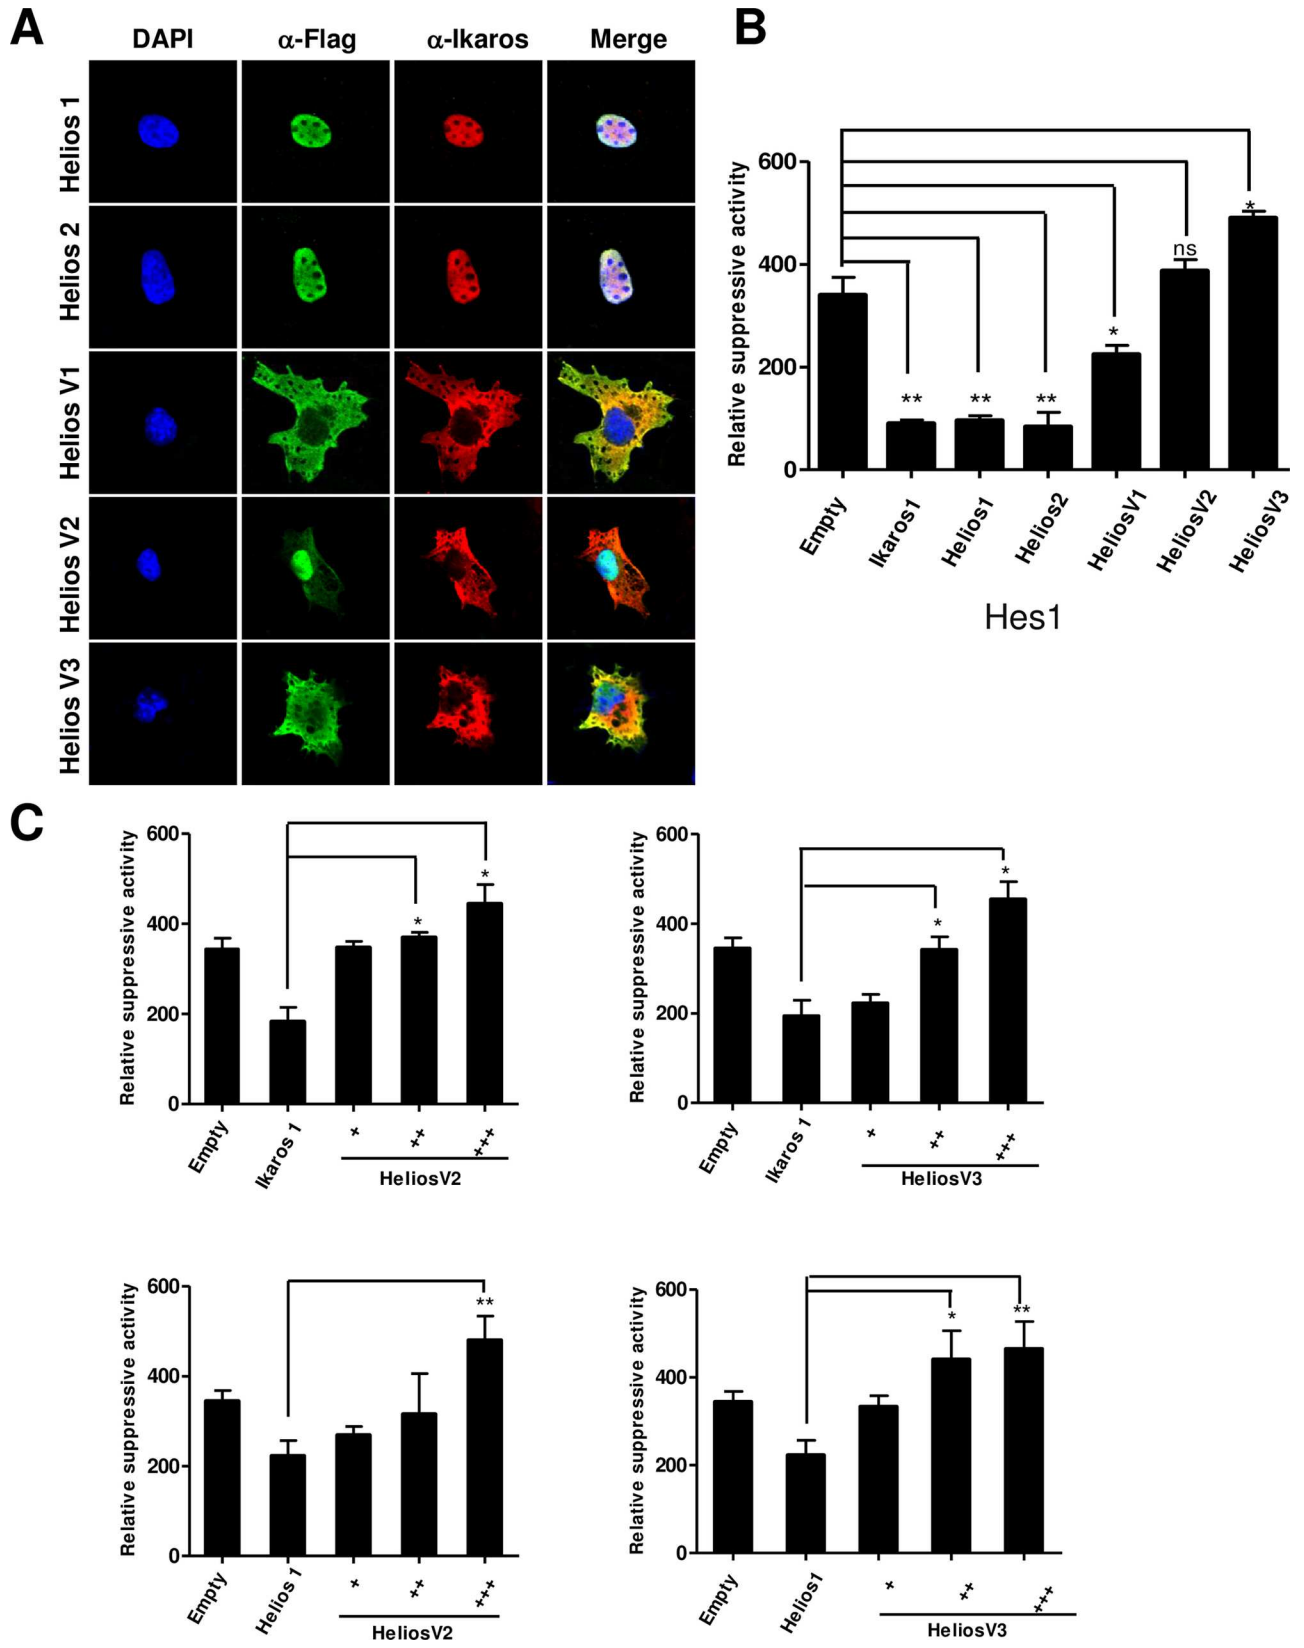 A
DAPI α-Flag α-Ikaros Merge
Helios 1
Helios 2
Helios V1
Helios V2
Helios V3
B
Relative suppressive activity
600
400
200
0
** ** ** * ns *
Empty Ikaros1 Helios1 Helios2 HeliosV1 HeliosV2 HeliosV3
Hes1
C
Relative suppressive activity
600
400
200
0
* *
Empty Ikaros 1 + ++ +++
HeliosV2
Relative suppressive activity
600
400
200
0
* *
Empty Ikaros 1 + ++ +++
HeliosV3
Relative suppressive activity
600
400
200
0
**
Empty Helios 1 + ++ +++
HeliosV2
Relative suppressive activity
600
400
200
0
* **
Empty Helios1 + ++ +++
HeliosV3